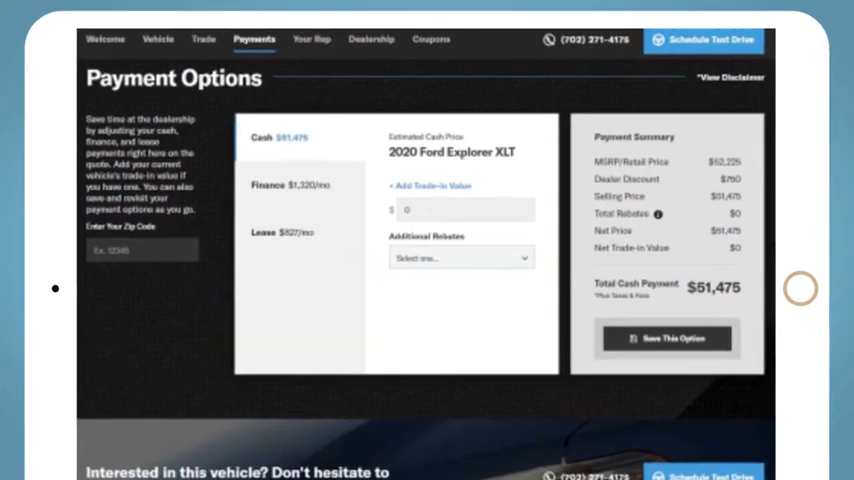 Welcome Vehicle Trade Payments Your Rep Dealership Coupons (702) 271-4175 Schedule Test Drive
Payment Options
*View Disclaimer
Save time at the dealership
by adjusting your cash,
finance, and lease
payments right here on the
quote. Add your current
vehicle's trade-in value if
you have one. You can also
save and revisit your
payment options as you go.
Enter Your Zip Code
Ex. 12345
Cash $51,475
Finance $1,320/mo
Lease $827/mo
Estimated Cash Price
2020 Ford Explorer XLT
+ Add Trade-in Value
$ 0
Additional Rebates
Select one...
Payment Summary
MSRP/Retail Price $52,225
Dealer Discount $750
Selling Price $51,475
Total Rebates i $0
Net Price $51,475
Net Trade-in Value $0
Total Cash Payment $51,475
*Plus Taxes & Fees
Save This Option
Interested in this vehicle? Don't hesitate to
(702) 271-4175 Schedule Test Drive